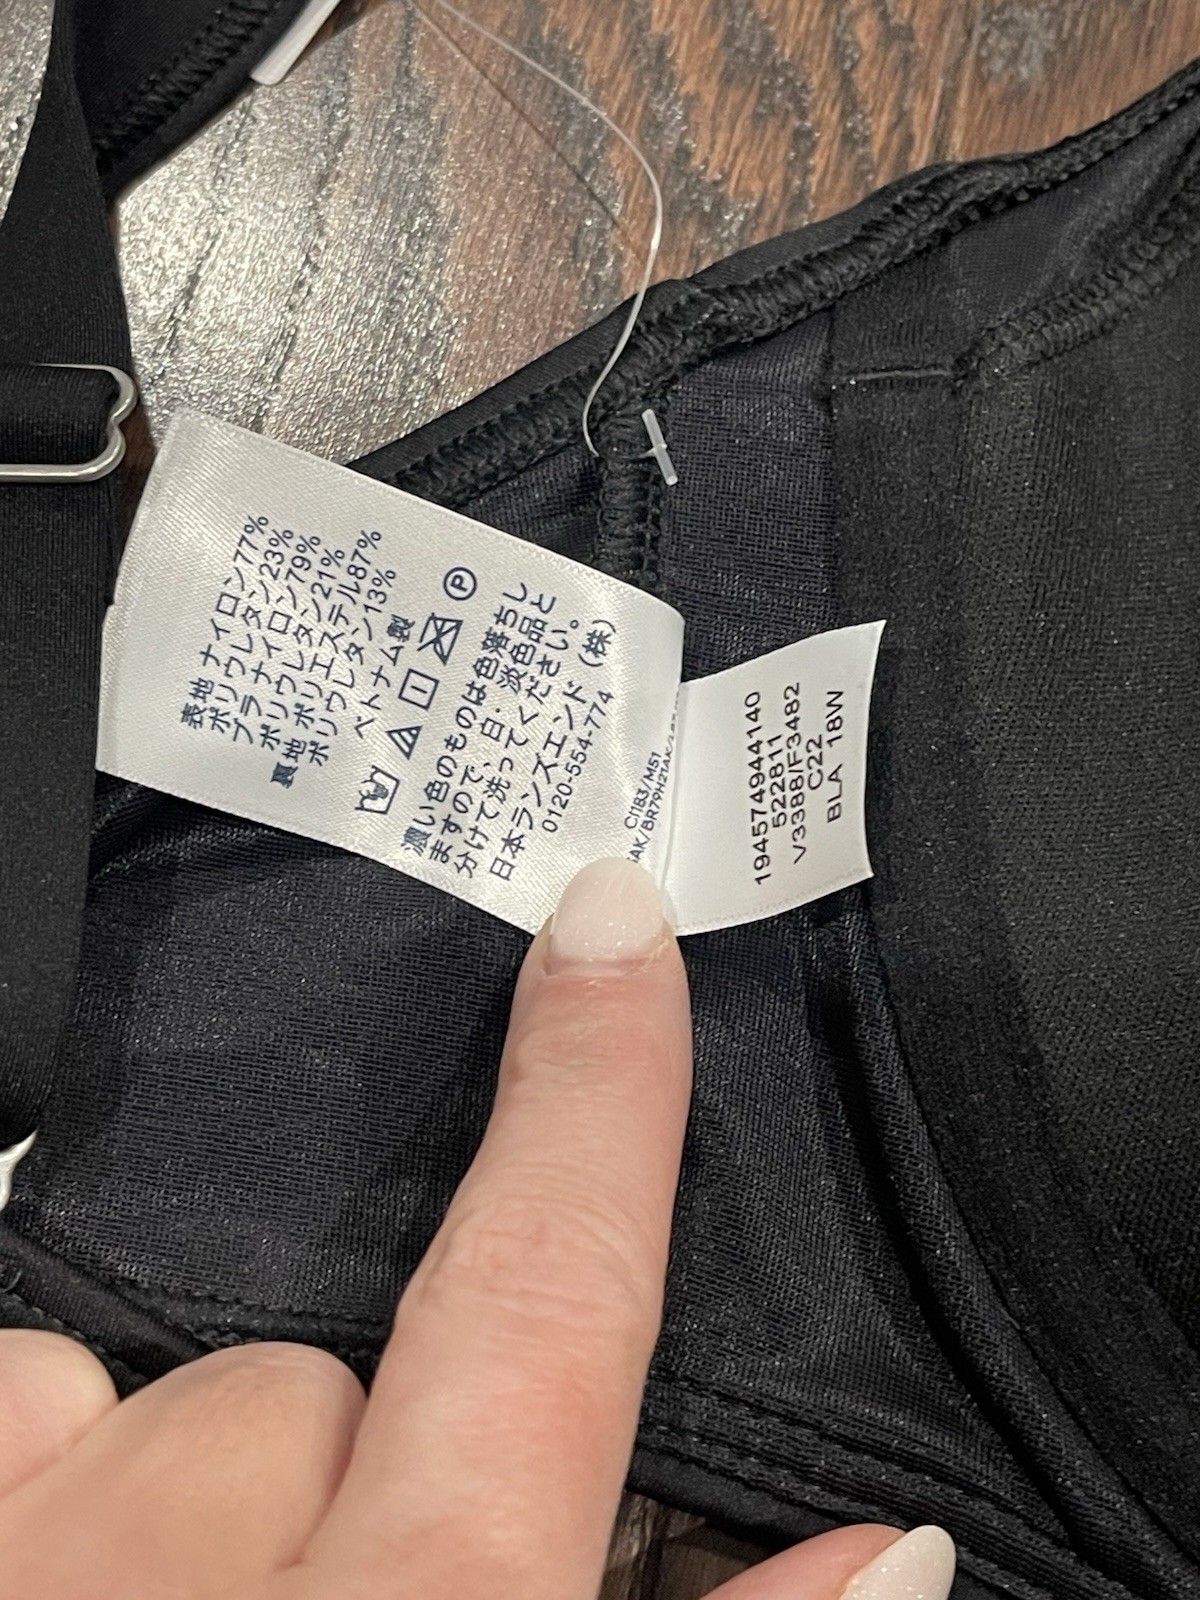 表地 ナイロン77%
ポリウレタン23%
ナイロン79%
ポリウレタン21%
裏地 ポリエステル87%
ポリウレタン13%
ベトナム製
P
濃い色のものは色落ちし
ますので、白・淡色品と
分けて洗ってください。
日本ランズエンド(株)
0120-554-774
194574944140
522811
V3388/F3482
C22
BLA 18W